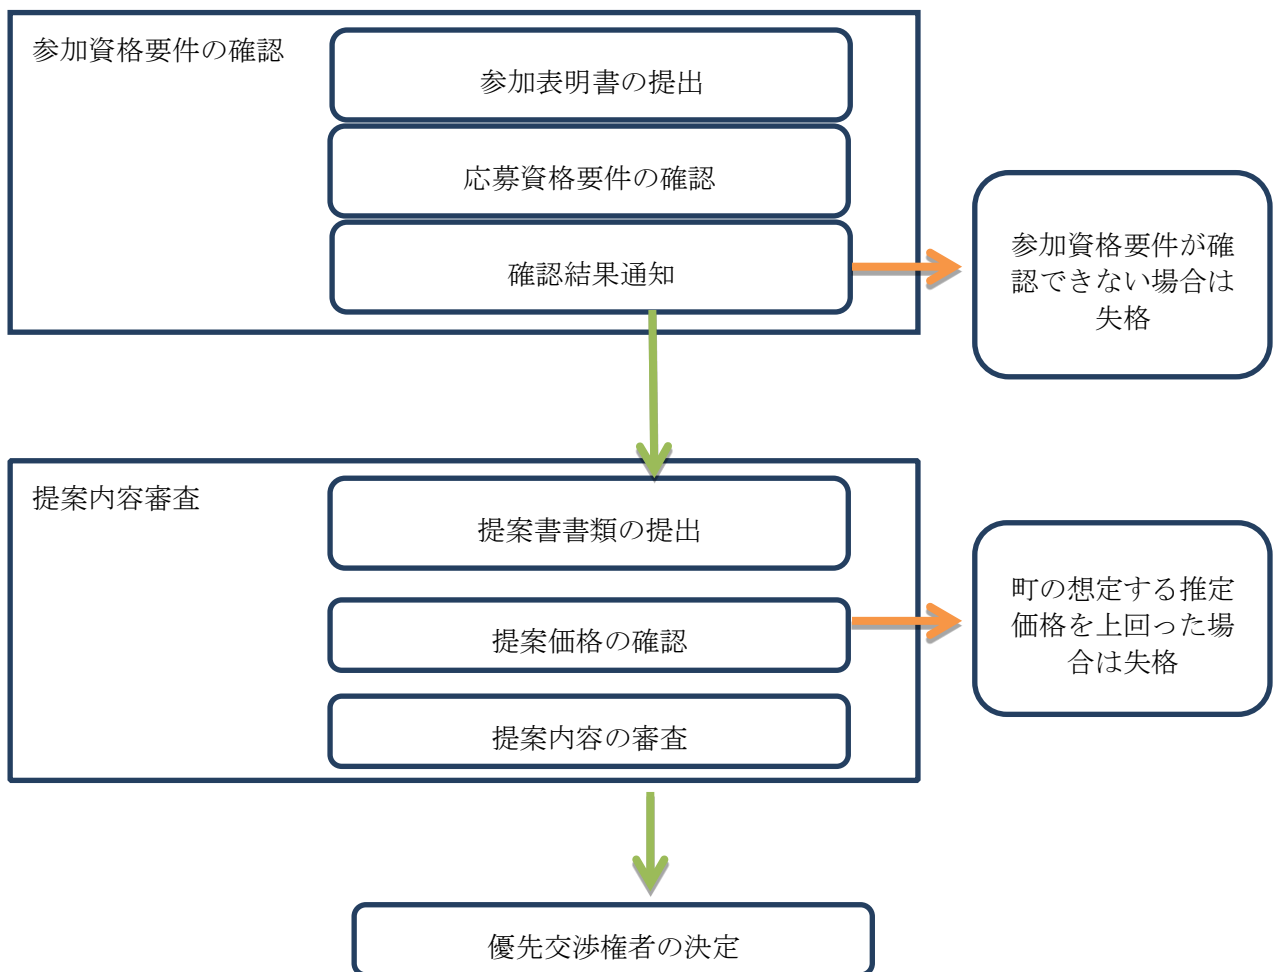 参加資格要件の確認
参加表明書の提出
応募資格要件の確認
確認結果通知
参加資格要件が確
認できない場合は
失格
提案内容審査
提案書書類の提出
提案価格の確認
町の想定する推定
価格を上回った場
合は失格
提案内容の審査
優先交渉権者の決定